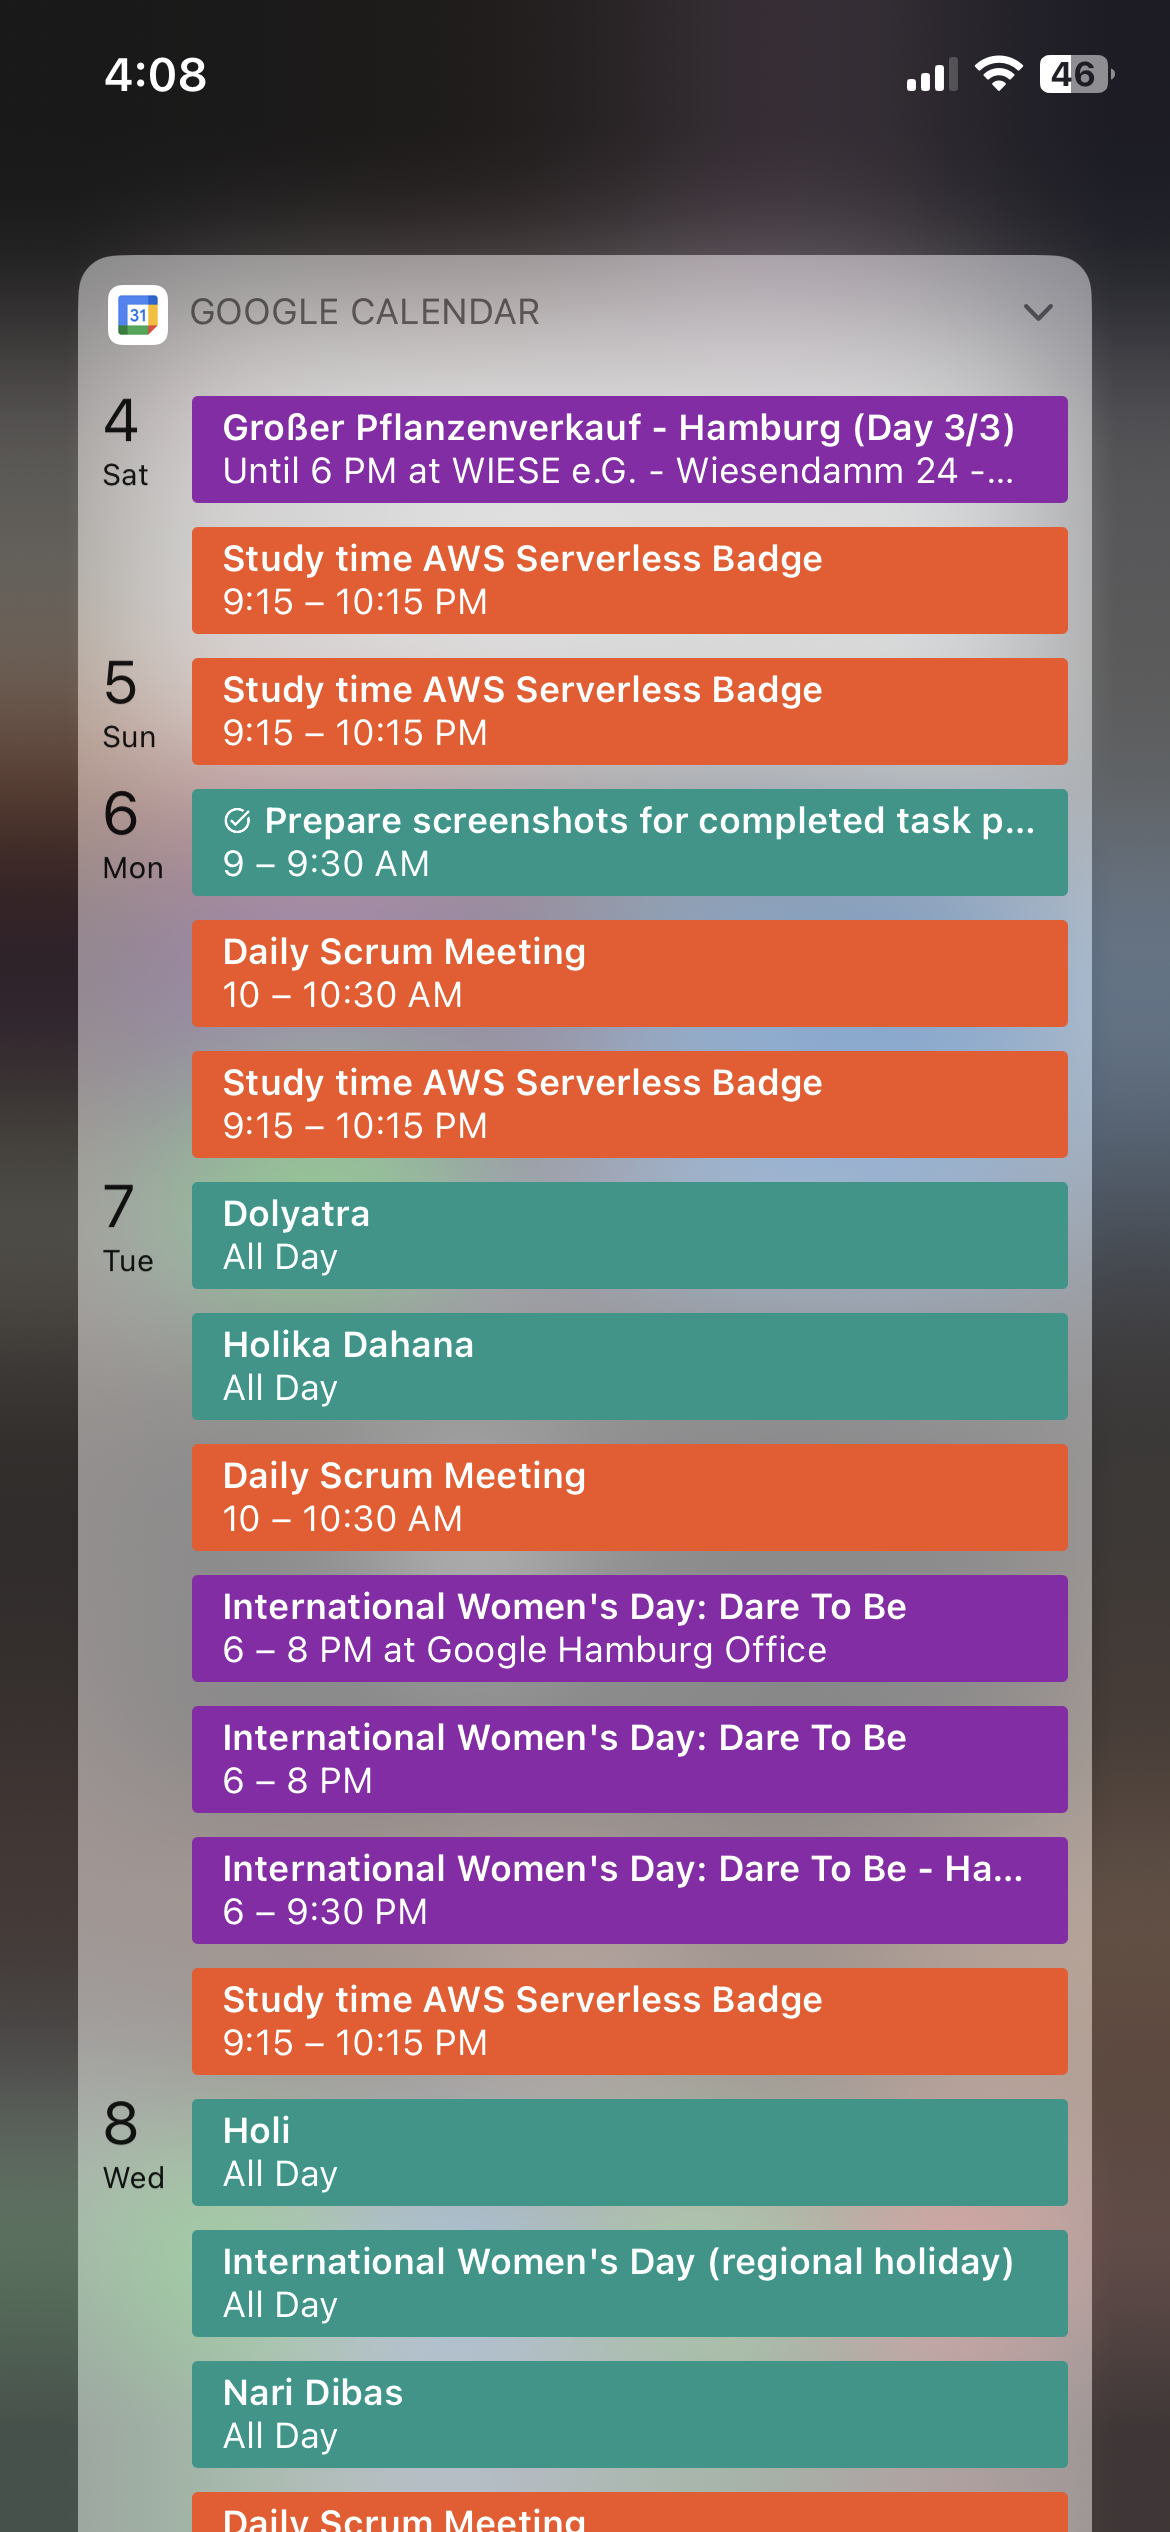 4:08
46
31
GOOGLE CALENDAR
4
Sat
Großer Pflanzenverkauf - Hamburg (Day 3/3)
Until 6 PM at WIESE e.G. - Wiesendamm 24 -...
Study time AWS Serverless Badge
9:15 – 10:15 PM
5
Sun
Study time AWS Serverless Badge
9:15 – 10:15 PM
6
Mon
Prepare screenshots for completed task p...
9 – 9:30 AM
Daily Scrum Meeting
10 – 10:30 AM
Study time AWS Serverless Badge
9:15 – 10:15 PM
7
Tue
Dolyatra
All Day
Holika Dahana
All Day
Daily Scrum Meeting
10 – 10:30 AM
International Women's Day: Dare To Be
6 – 8 PM at Google Hamburg Office
International Women's Day: Dare To Be
6 – 8 PM
International Women's Day: Dare To Be - Ha...
6 – 9:30 PM
Study time AWS Serverless Badge
9:15 – 10:15 PM
8
Wed
Holi
All Day
International Women's Day (regional holiday)
All Day
Nari Dibas
All Day
Daily Scrum Meeting